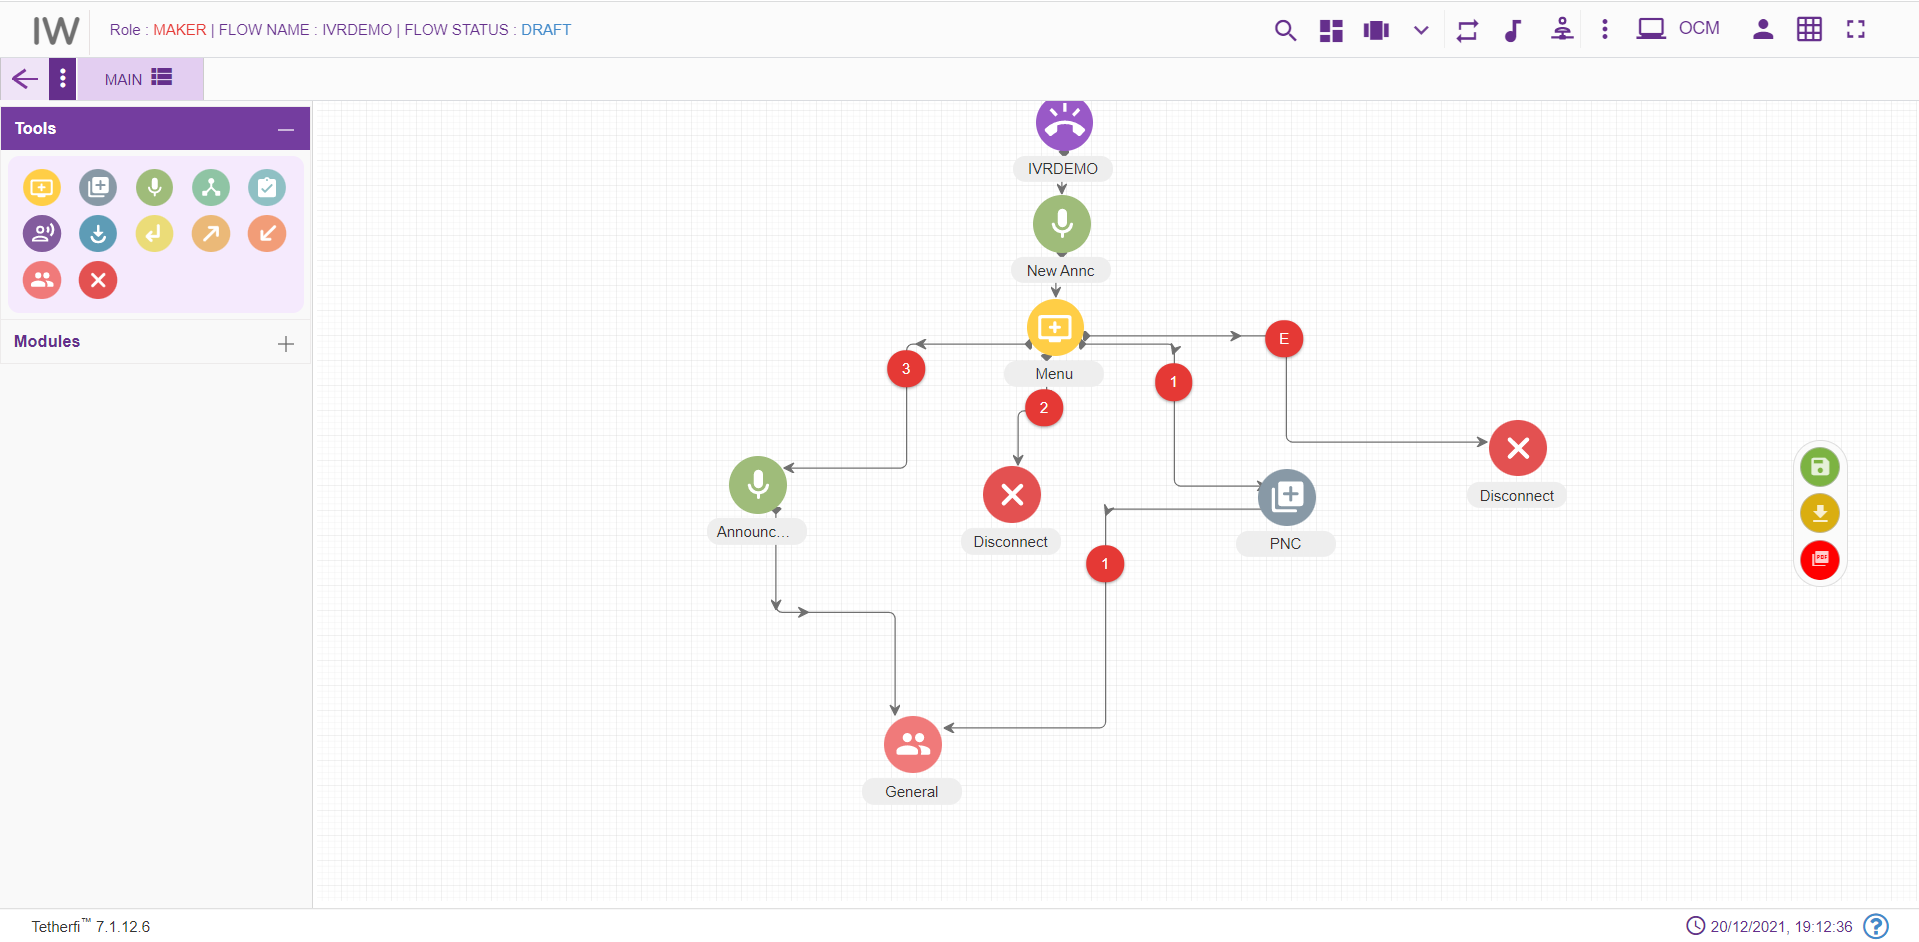 IW
Role : MAKER | FLOW NAME : IVRDEMO | FLOW STATUS : DRAFT
OCM
MAIN
Tools
Modules
IVRDEMO
New Annc
Menu
E
3
1
2
Announc...
Disconnect
PNC
Disconnect
1
General
PDF
Tetherfi™ 7.1.12.6
20/12/2021, 19:12:36
?